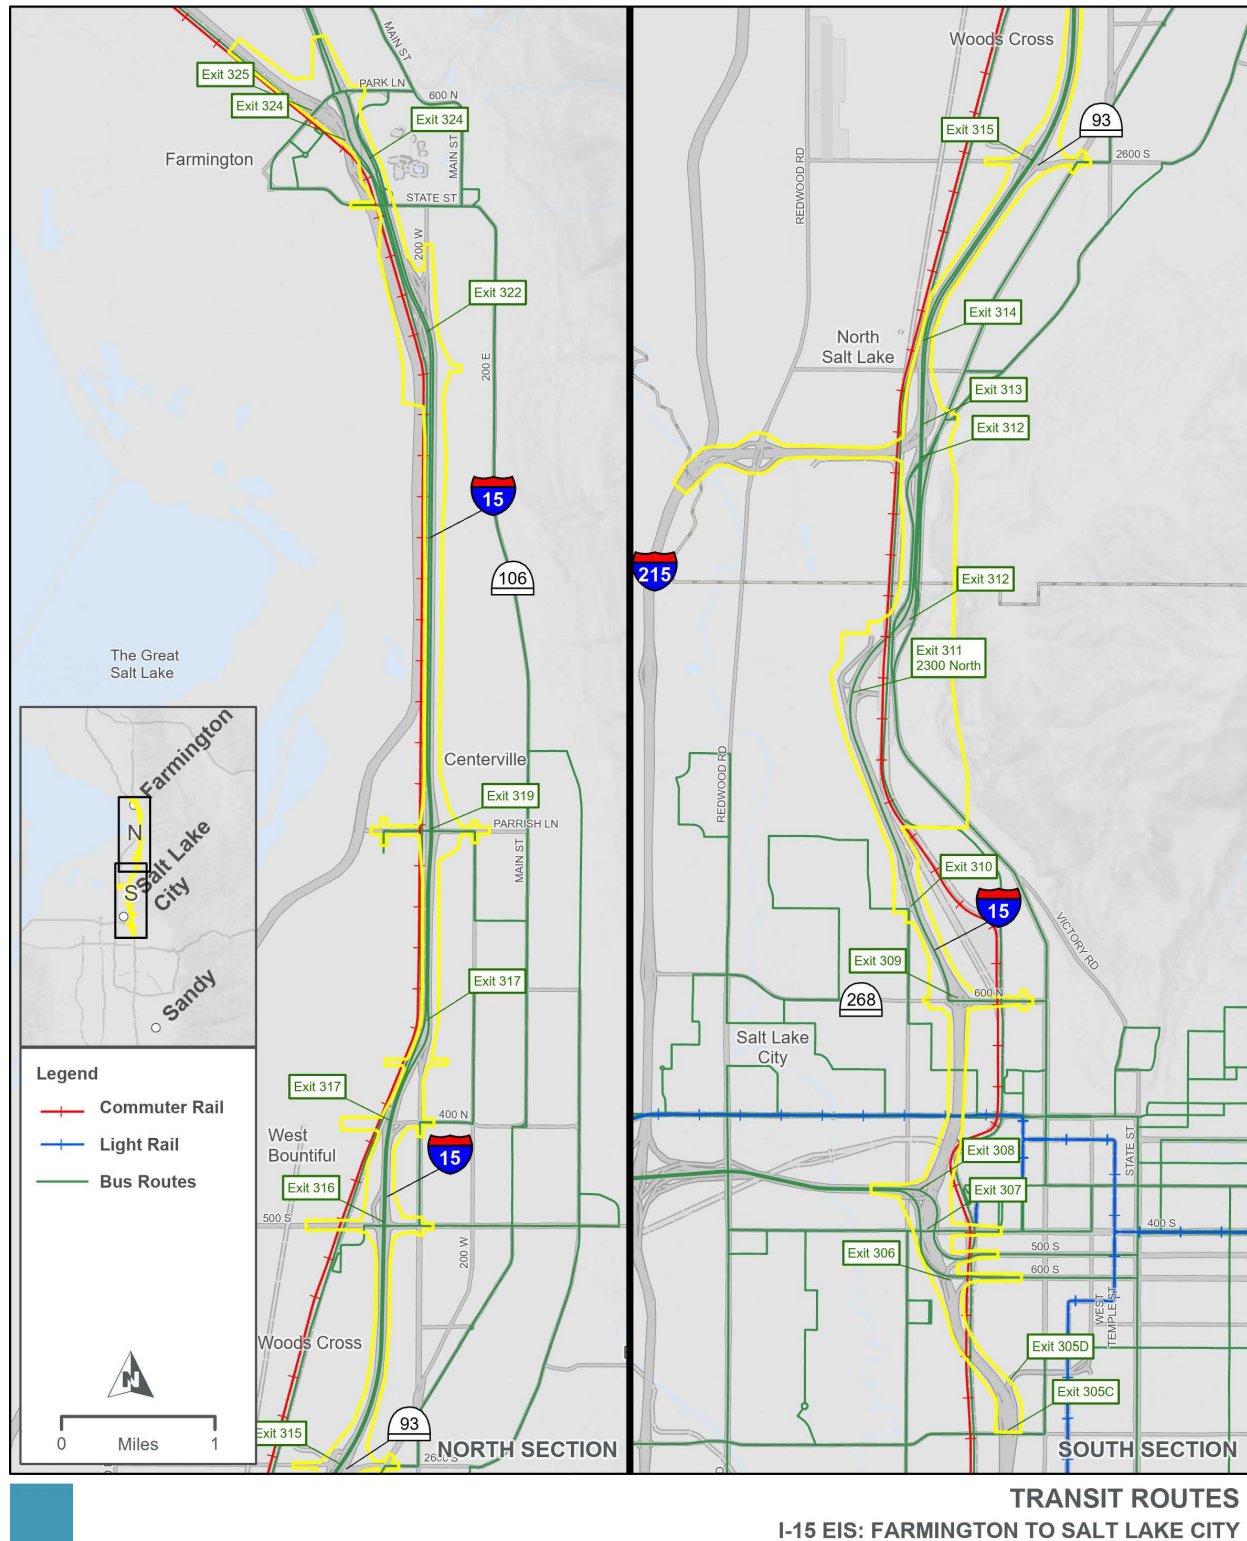 MAIN ST
Exit 325
PARK LN
600 N
Exit 324
Exit 324
Farmington
MAIN ST
STATE ST
200 W
Exit 322
200 E
15
106
The Great
Salt Lake
Centerville
Exit 319
PARRISH LN
MAIN ST
Exit 317
Exit 317
400 N
West
Bountiful
15
Exit 316
500 S
200 W
Woods Cross
93
Exit 315
2600 S
NORTH SECTION
Farmington
N
Salt Lake
City
S
Sandy
Legend
Commuter Rail
Light Rail
Bus Routes
N
0 Miles 1
Woods Cross
93
Exit 315
2600 S
REDWOOD RD
Exit 314
North
Salt Lake
Exit 313
Exit 312
215
Exit 312
Exit 311
2300 North
REDWOOD RD
Exit 310
15
VICTORY RD
Exit 309
600 N
268
Salt Lake
City
STATE ST
Exit 308
Exit 307
400 S
Exit 306
500 S
600 S
WEST
TEMPLE ST
Exit 305D
Exit 305C
SOUTH SECTION
TRANSIT ROUTES
I-15 EIS: FARMINGTON TO SALT LAKE CITY